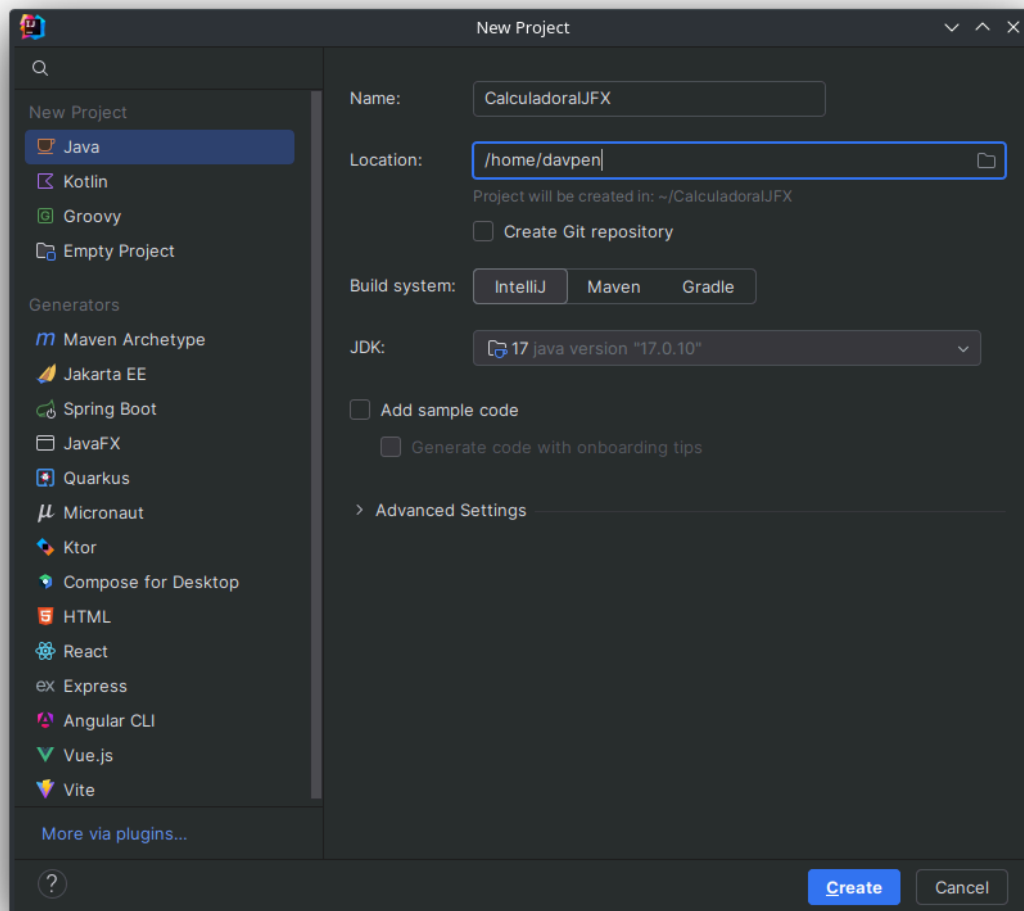 New Project
New Project
Java
Kotlin
Groovy
Empty Project
Generators
Maven Archetype
Jakarta EE
Spring Boot
JavaFX
Quarkus
Micronaut
Ktor
Compose for Desktop
HTML
React
ex Express
Angular CLI
Vue.js
Vite
More via plugins...
Name: CalculadoraIJFX
Location: /home/davpen
Project will be created in: ~/CalculadoraIJFX
Create Git repository
Build system: IntelliJ Maven Gradle
JDK: 17 java version "17.0.10"
Add sample code
Generate code with onboarding tips
Advanced Settings
?
Create Cancel